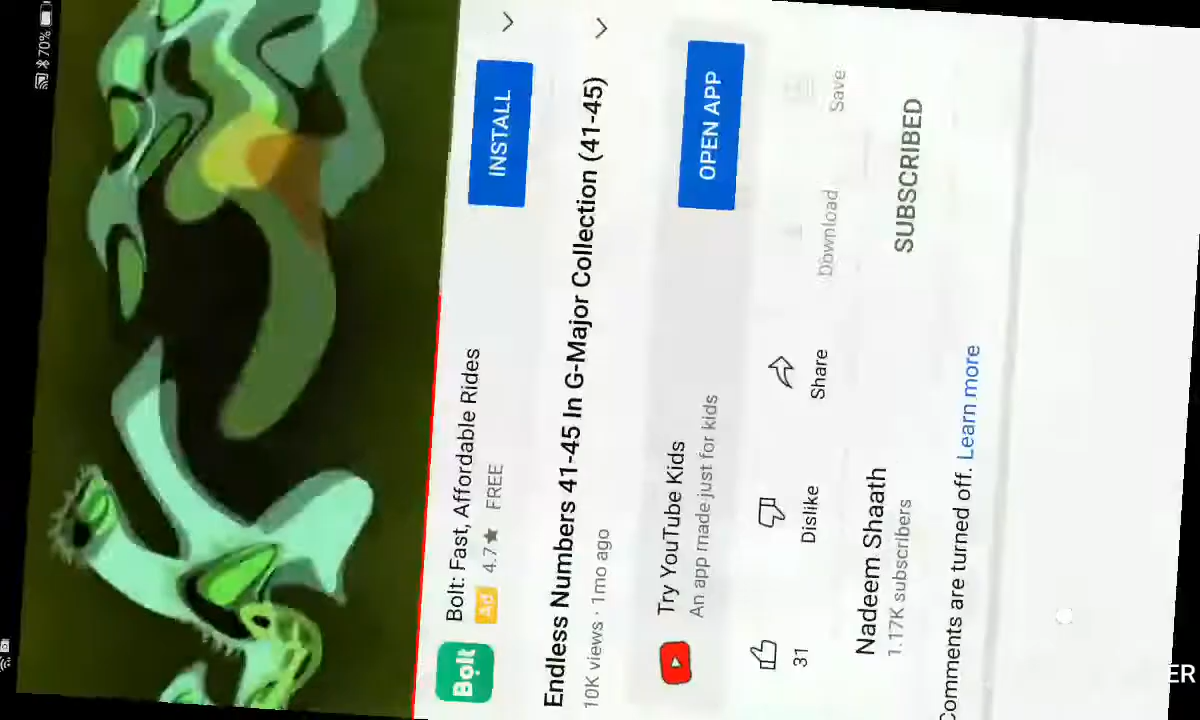 70%
Bolt
Bolt: Fast, Affordable Rides
Ad 4.7★ FREE
INSTALL
Endless Numbers 41-45 In G-Major Collection (41-45)
10K views · 1mo ago
Try YouTube Kids
An app made just for kids
OPEN APP
31
Dislike
Share
Download
Save
Nadeem Shaath
1.17K subscribers
SUBSCRIBED
Comments are turned off. Learn more
ER